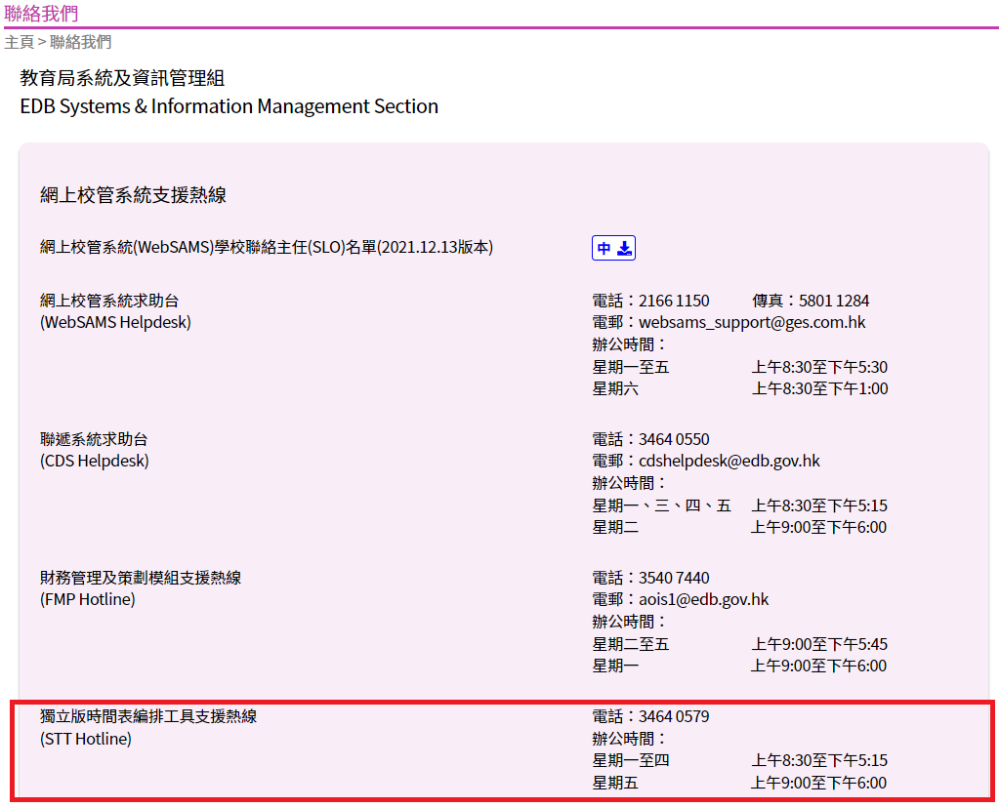 聯絡我們
主頁 > 聯絡我們
教育局系統及資訊管理組
EDB Systems & Information Management Section
網上校管系統支援熱線
網上校管系統(WebSAMS)學校聯絡主任(SLO)名單(2021.12.13版本) 中
網上校管系統求助台 電話：2166 1150 傳真：5801 1284
(WebSAMS Helpdesk) 電郵：websams_support@ges.com.hk
辦公時間：
星期一至五 上午8:30至下午5:30
星期六 上午8:30至下午1:00
聯遞系統求助台 電話：3464 0550
(CDS Helpdesk) 電郵：cdshelpdesk@edb.gov.hk
辦公時間：
星期一、三、四、五 上午8:30至下午5:15
星期二 上午9:00至下午6:00
財務管理及策劃模組支援熱線 電話：3540 7440
(FMP Hotline) 電郵：aois1@edb.gov.hk
辦公時間：
星期二至五 上午9:00至下午5:45
星期一 上午9:00至下午6:00
獨立版時間表編排工具支援熱線 電話：3464 0579
(STT Hotline) 辦公時間：
星期一至四 上午8:30至下午5:15
星期五 上午9:00至下午6:00